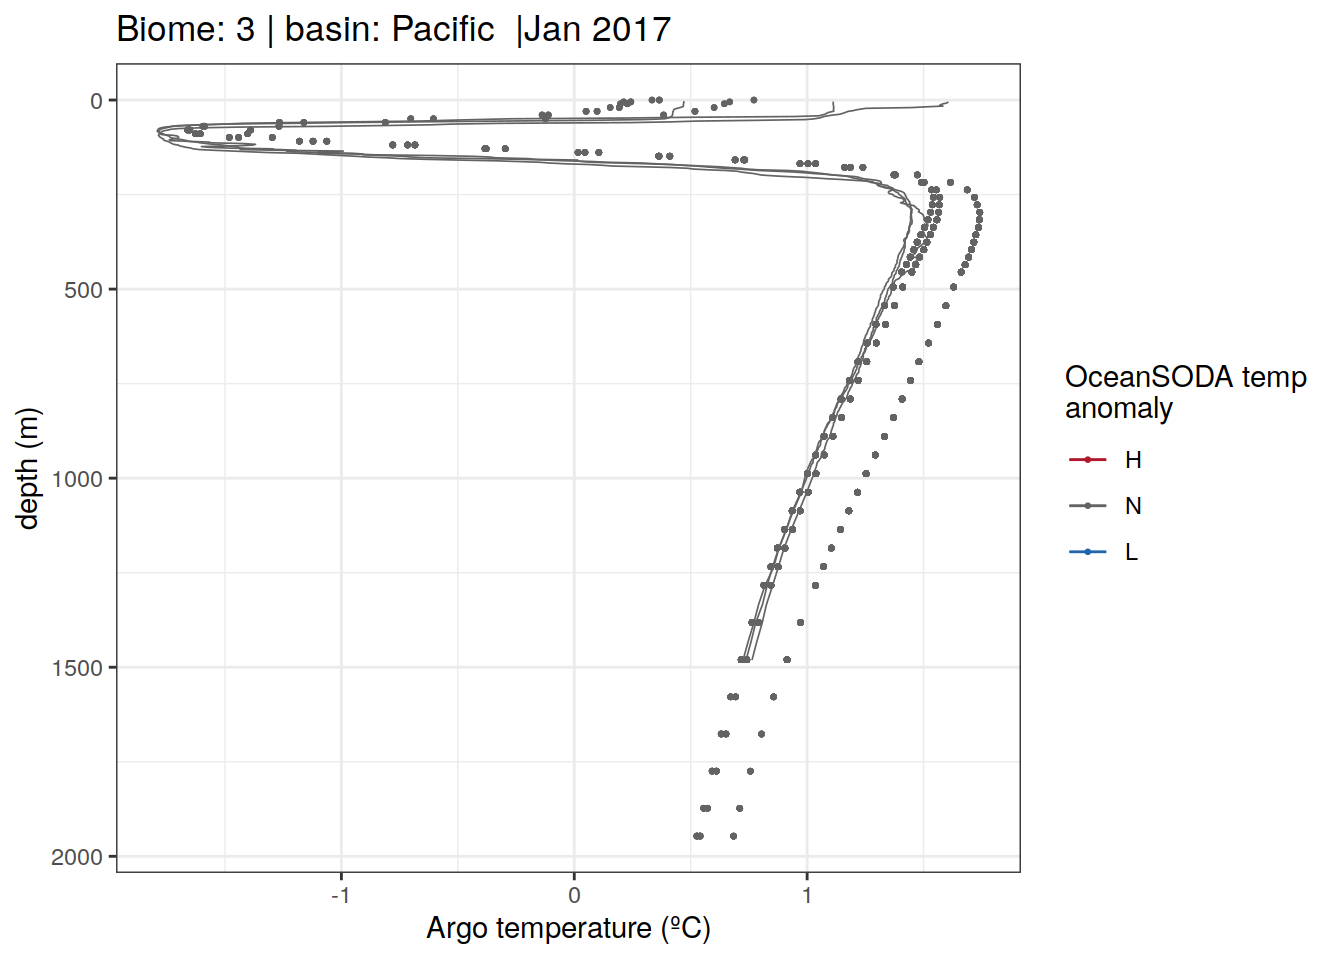 Biome: 3 | basin: Pacific  |Jan 2017
0
500
1000
1500
2000
depth (m)
-1
0
1
Argo temperature (ºC)
OceanSODA temp
anomaly
H
N
L